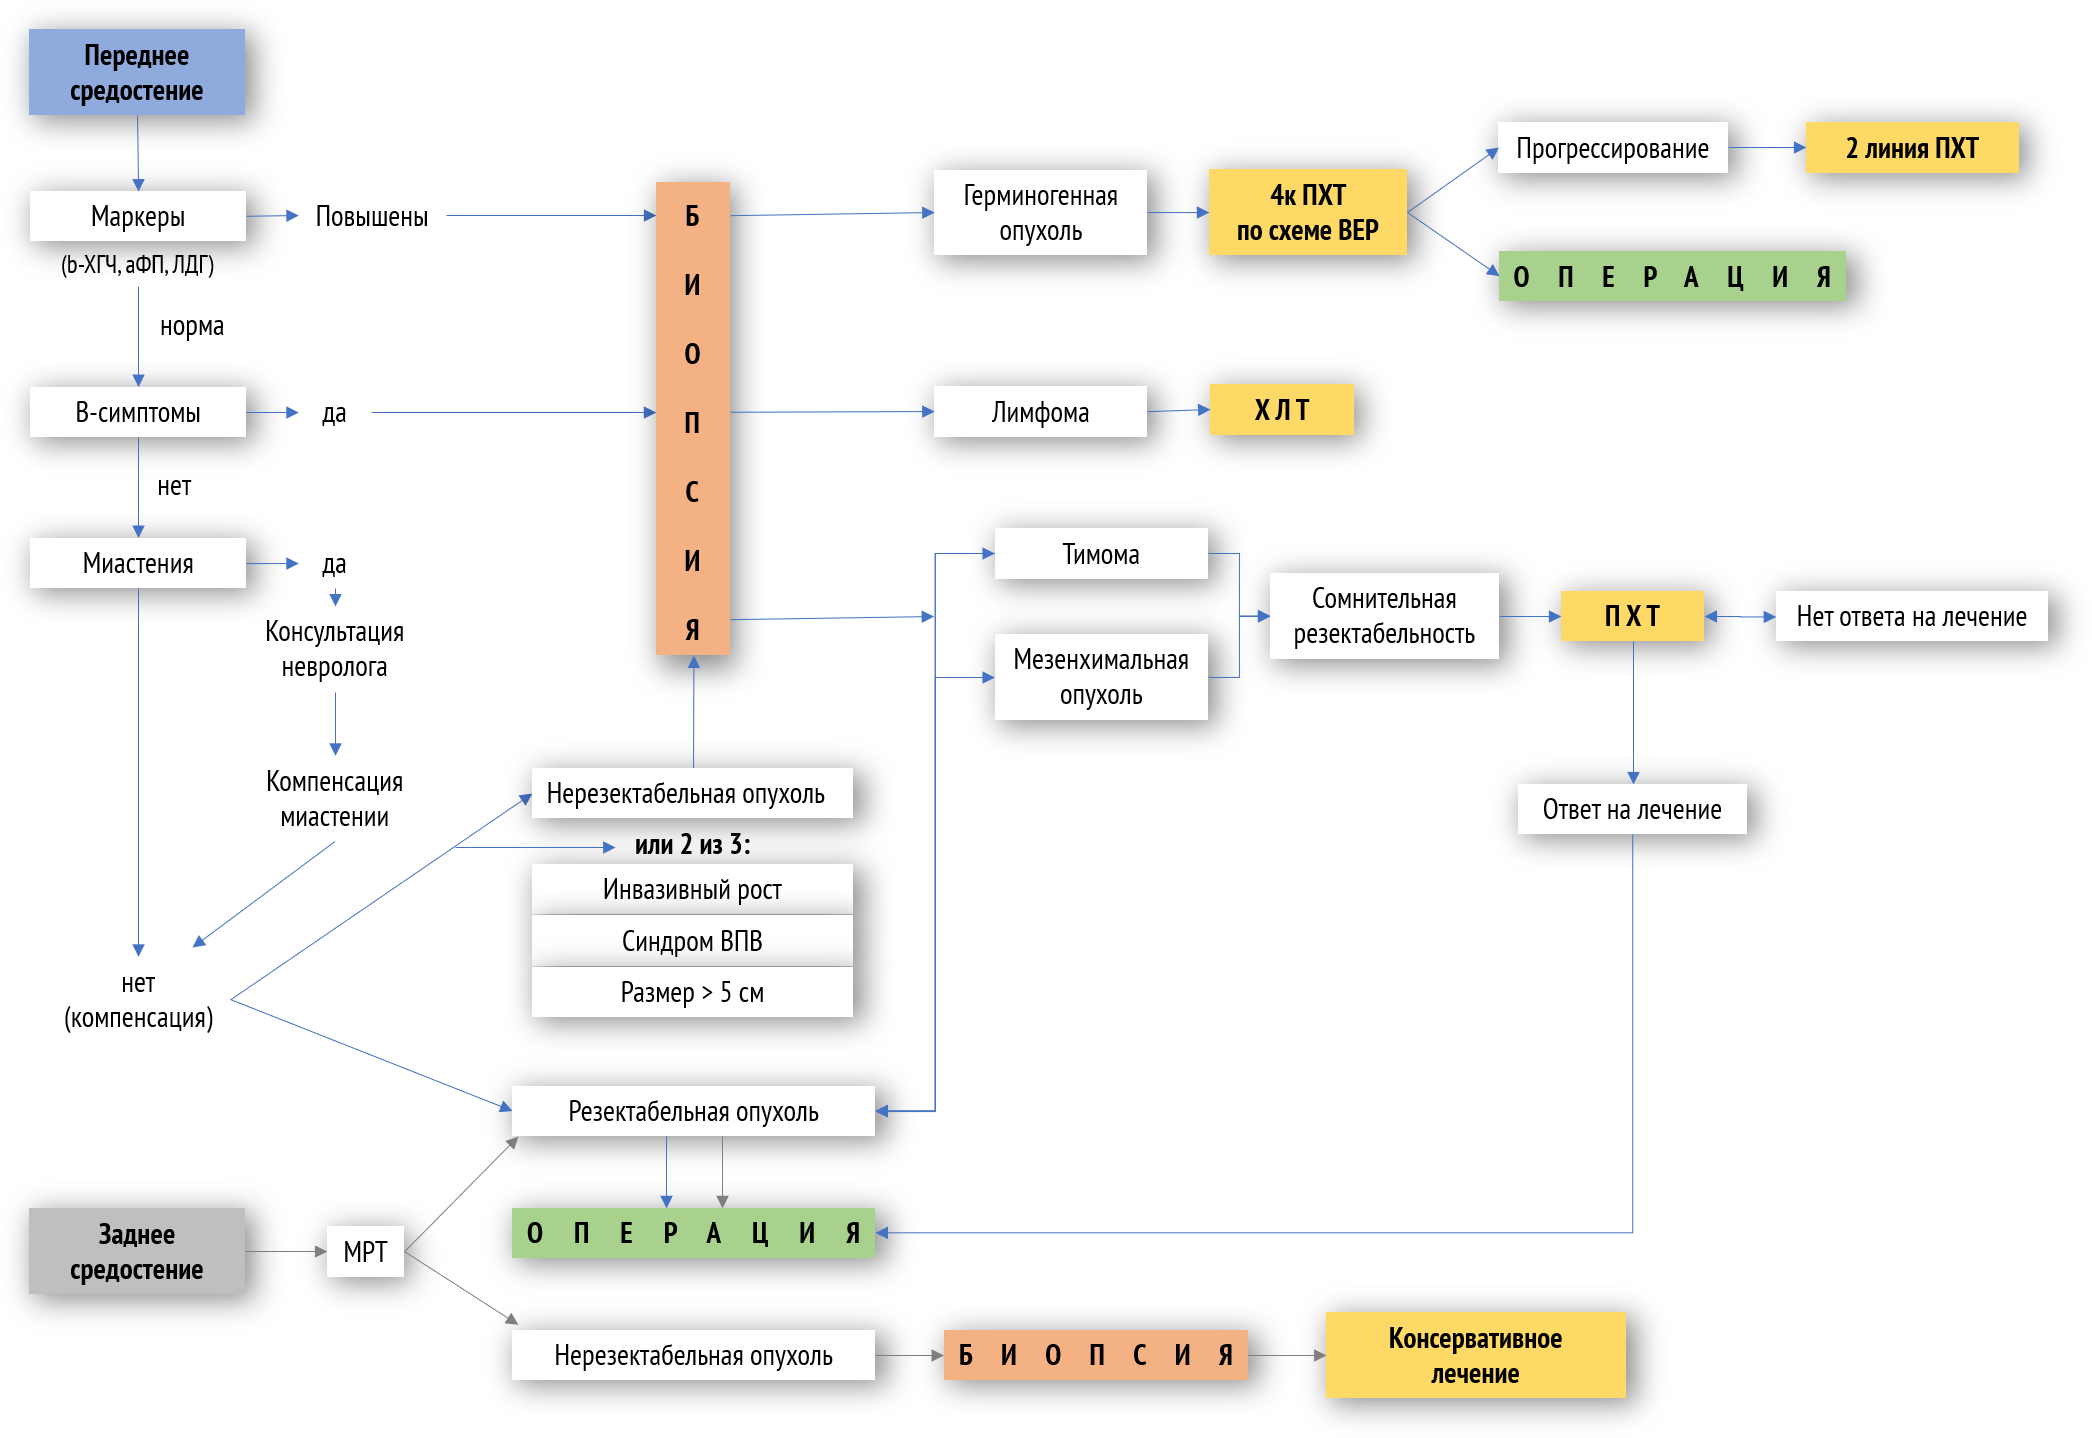 Переднее
средостение
Маркеры
(b-ХГЧ, аФП, ЛДГ)
Повышены
норма
В-симптомы
да
нет
Миастения
да
Консультация
невролога
Компенсация
миастении
нет
(компенсация)
Б
И
О
П
С
И
Я
Герминогенная
опухоль
4к ПХТ
по схеме ВЕР
Прогрессирование
2 линия ПХТ
О П Е Р А Ц И Я
Лимфома
Х Л Т
Тимома
Мезенхимальная
опухоль
Сомнительная
резектабельность
П Х Т
Нет ответа на лечение
Ответ на лечение
Нерезектабельная опухоль
или 2 из 3:
Инвазивный рост
Синдром ВПВ
Размер > 5 см
Резектабельная опухоль
О П Е Р А Ц И Я
Заднее
средостение
МРТ
Нерезектабельная опухоль
Б И О П С И Я
Консервативное
лечение